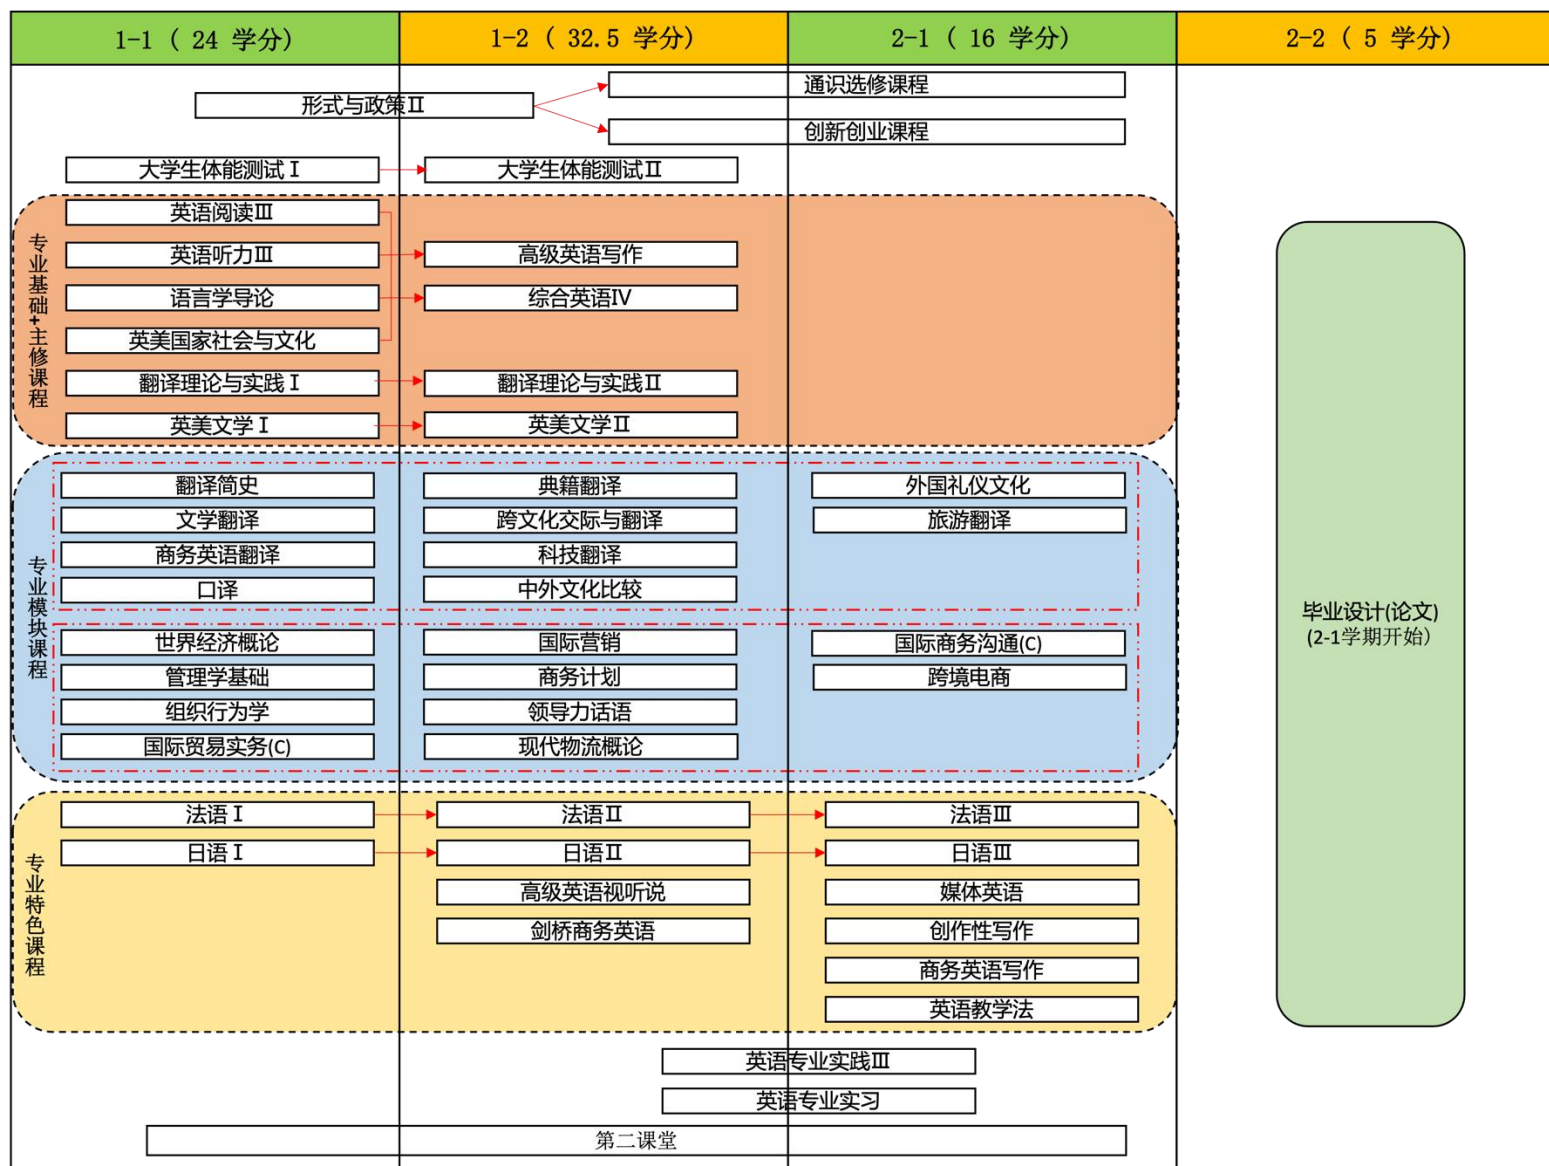 1-1 ( 24 学分)
1-2 ( 32.5 学分)
2-1 ( 16 学分)
2-2 ( 5 学分)
形式与政策Ⅱ
通识选修课程
创新创业课程
大学生体能测试Ⅰ
大学生体能测试Ⅱ
专业基础+主修课程
英语阅读Ⅲ
英语听力Ⅲ
高级英语写作
语言学导论
综合英语Ⅳ
英美国家社会与文化
翻译理论与实践Ⅰ
翻译理论与实践Ⅱ
英美文学Ⅰ
英美文学Ⅱ
专业模块课程
翻译简史
典籍翻译
外国礼仪文化
文学翻译
跨文化交际与翻译
旅游翻译
商务英语翻译
科技翻译
口译
中外文化比较
世界经济概论
国际营销
国际商务沟通(C)
管理学基础
商务计划
跨境电商
组织行为学
领导力话语
国际贸易实务(C)
现代物流概论
专业特色课程
法语Ⅰ
法语Ⅱ
法语Ⅲ
日语Ⅰ
日语Ⅱ
日语Ⅲ
高级英语视听说
媒体英语
剑桥商务英语
创作性写作
商务英语写作
英语教学法
英语专业实践Ⅲ
英语专业实习
第二课堂
毕业设计(论文)
(2-1学期开始)